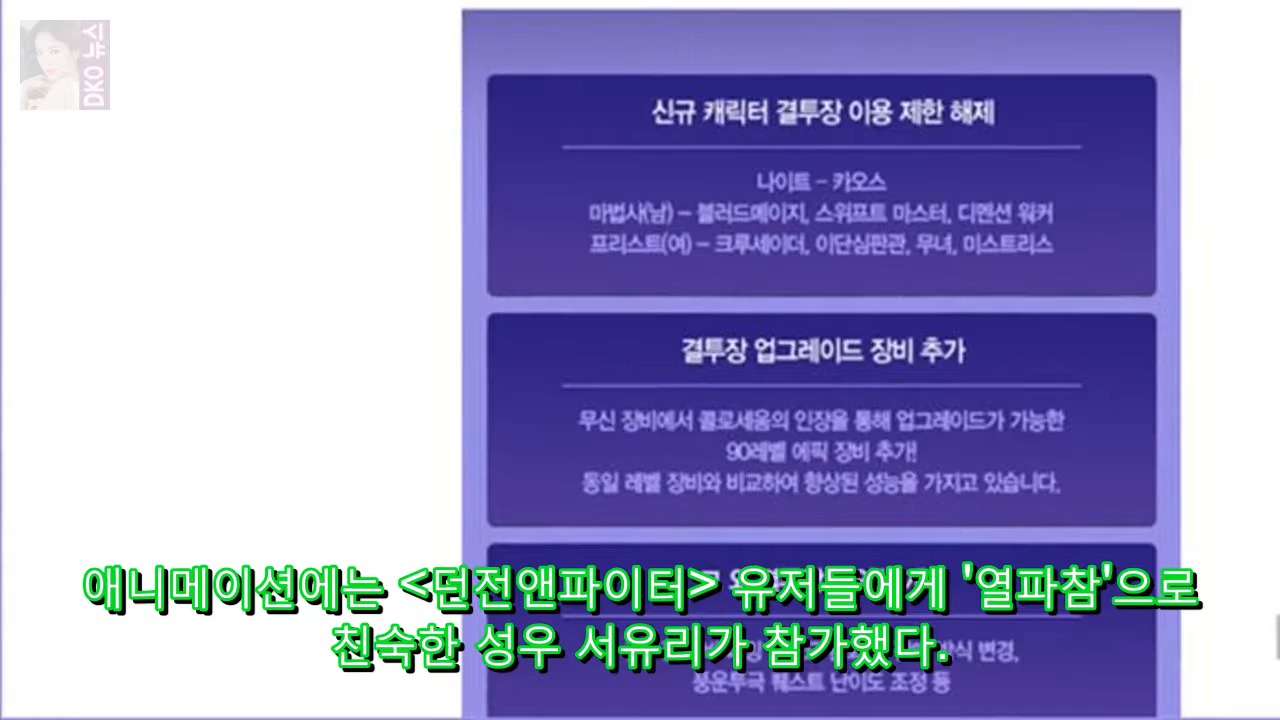 DKO 뉴스
신규 캐릭터 결투장 이용 제한 해제
나이트 - 카오스
마법사(남) - 블러드메이지, 스위프트 마스터, 디멘션 워커
프리스트(여) - 크루세이더, 이단심판관, 무녀, 미스트리스
결투장 업그레이드 장비 추가
무신 장비에서 콜로세움의 인장을 통해 업그레이드가 가능한
90레벨 에픽 장비 추가!
동일 레벨 장비와 비교하여 향상된 성능을 가지고 있습니다.
애니메이션에는 <던전앤파이터> 유저들에게 '열파참'으로
친숙한 성우 서유리가 참가했다.
변경,
퀘스트 난이도 조정 등